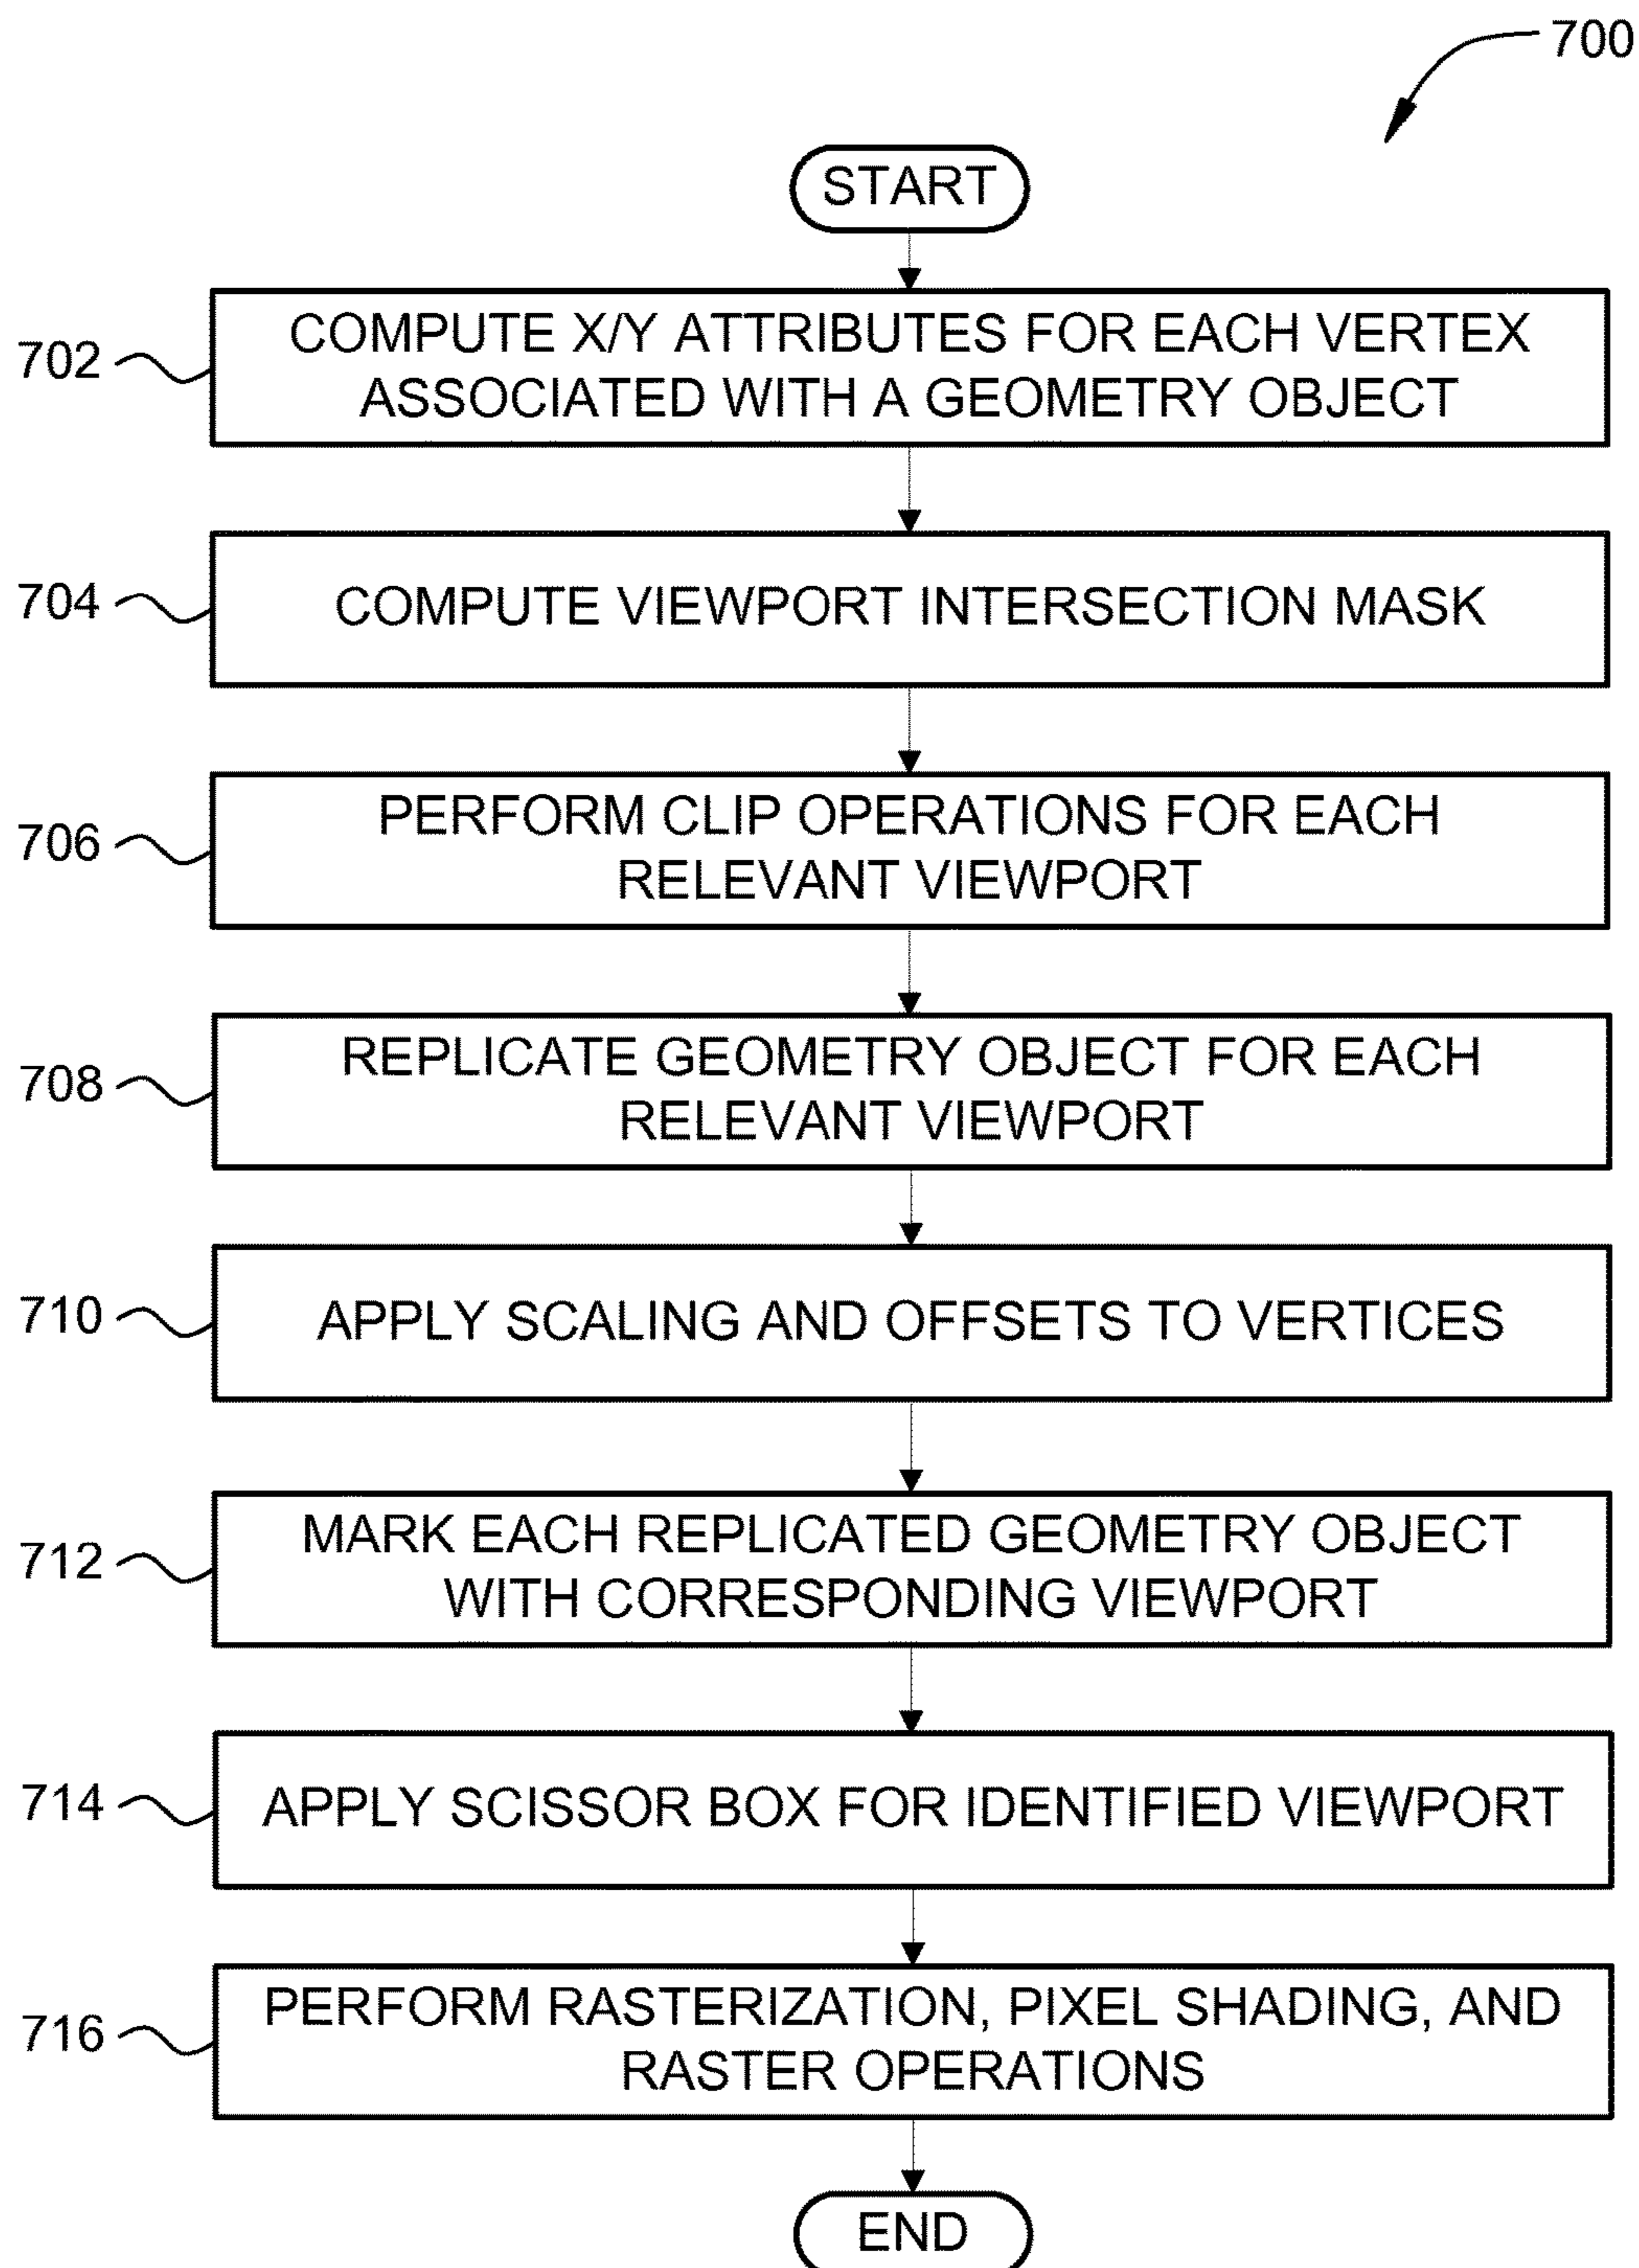 700
START
702
COMPUTE X/Y ATTRIBUTES FOR EACH VERTEX
ASSOCIATED WITH A GEOMETRY OBJECT
704
COMPUTE VIEWPORT INTERSECTION MASK
706
PERFORM CLIP OPERATIONS FOR EACH
RELEVANT VIEWPORT
708
REPLICATE GEOMETRY OBJECT FOR EACH
RELEVANT VIEWPORT
710
APPLY SCALING AND OFFSETS TO VERTICES
712
MARK EACH REPLICATED GEOMETRY OBJECT
WITH CORRESPONDING VIEWPORT
714
APPLY SCISSOR BOX FOR IDENTIFIED VIEWPORT
716
PERFORM RASTERIZATION, PIXEL SHADING, AND
RASTER OPERATIONS
END